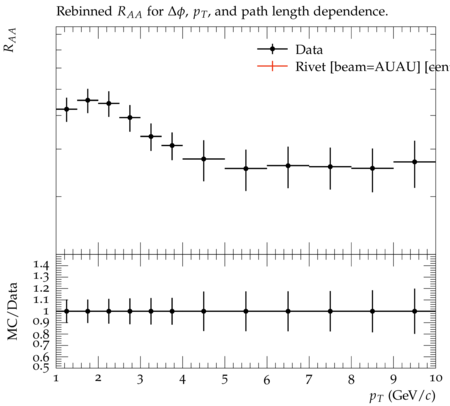 Rebinned R_AA for Δϕ, p_T, and path length dependence.
R_AA
Data
Rivet [beam=AUAU] [cen
MC/Data
1.4
1.3
1.2
1.1
1
0.9
0.8
0.7
0.6
0.5
1 2 3 4 5 6 7 8 9 10
p_T (GeV/c)